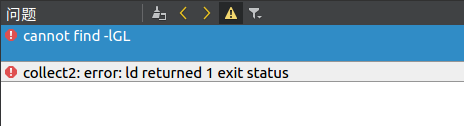 问题
cannot find -lGL
collect2: error: ld returned 1 exit status